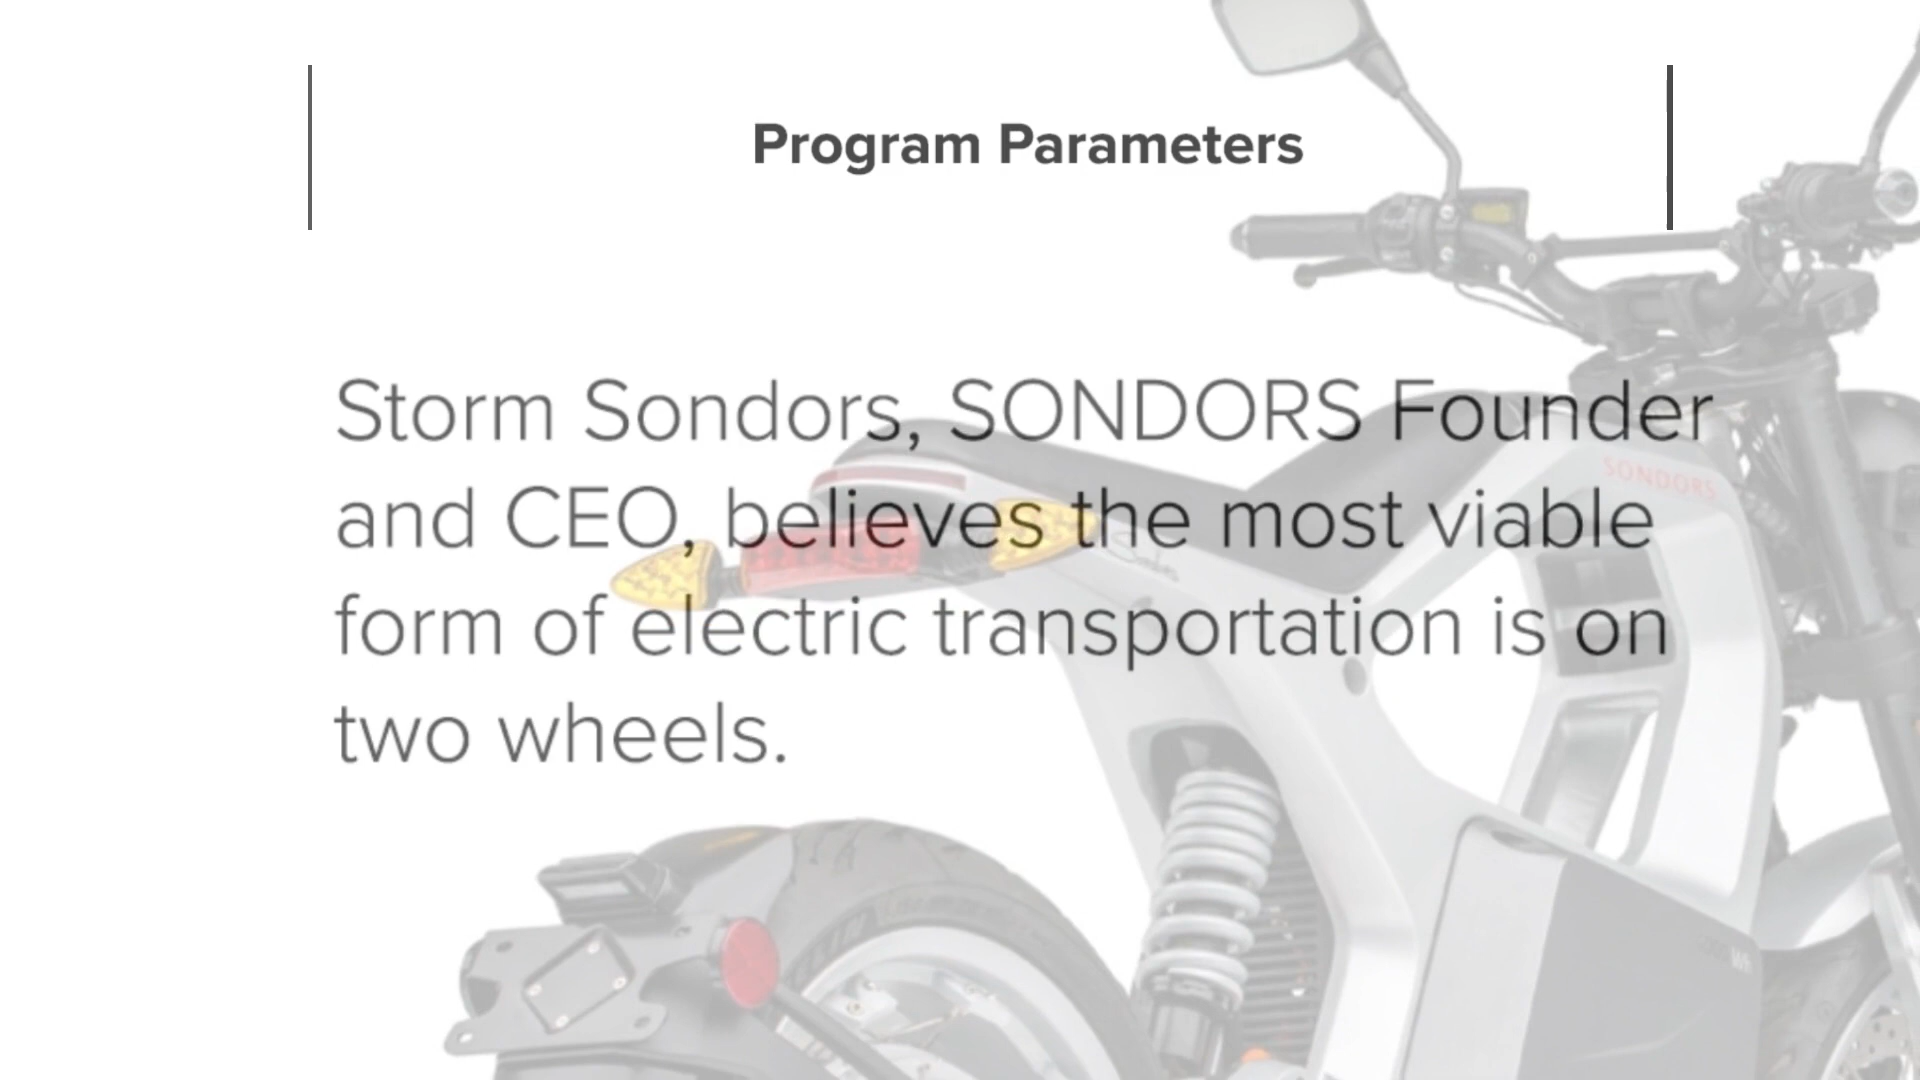 Program Parameters
Storm Sondors, SONDORS Founder
and CEO, believes the most viable
form of electric transportation is on
two wheels.
SONDORS